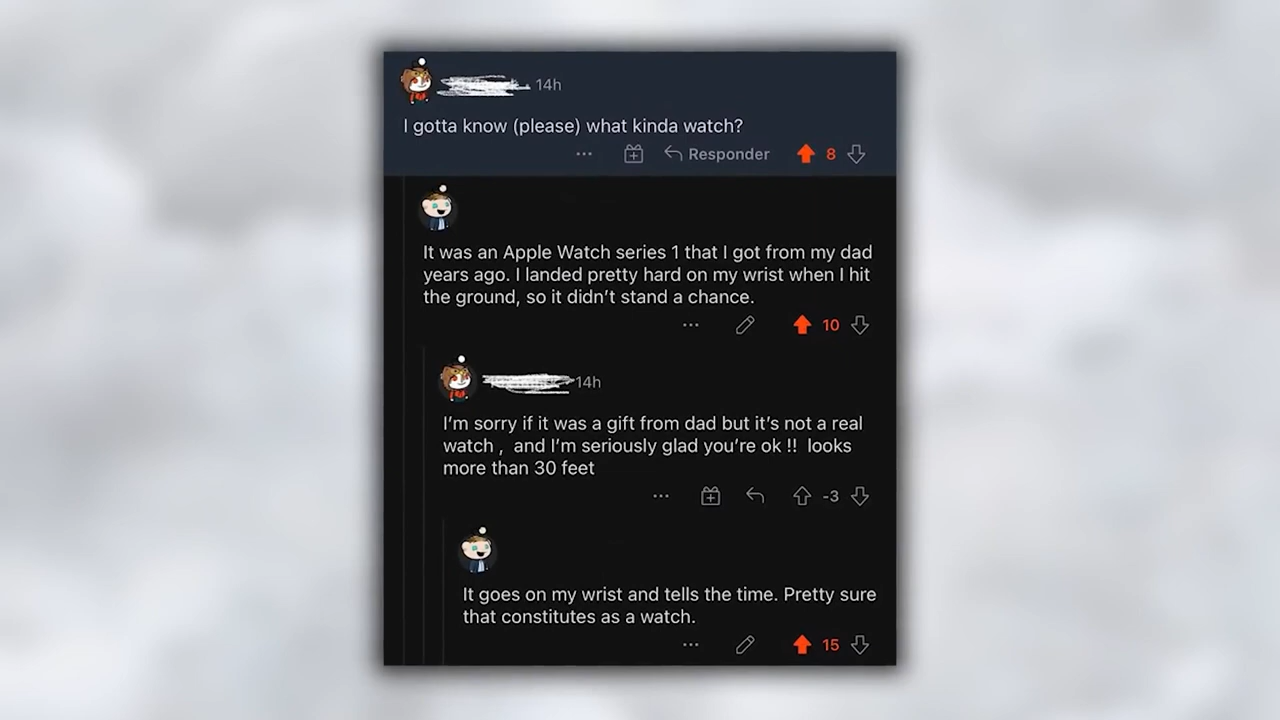 14h
I gotta know (please) what kinda watch?
Responder 8
It was an Apple Watch series 1 that I got from my dad
years ago. I landed pretty hard on my wrist when I hit
the ground, so it didn’t stand a chance.
10
14h
I’m sorry if it was a gift from dad but it’s not a real
watch , and I’m seriously glad you’re ok !! looks
more than 30 feet
-3
It goes on my wrist and tells the time. Pretty sure
that constitutes as a watch.
15